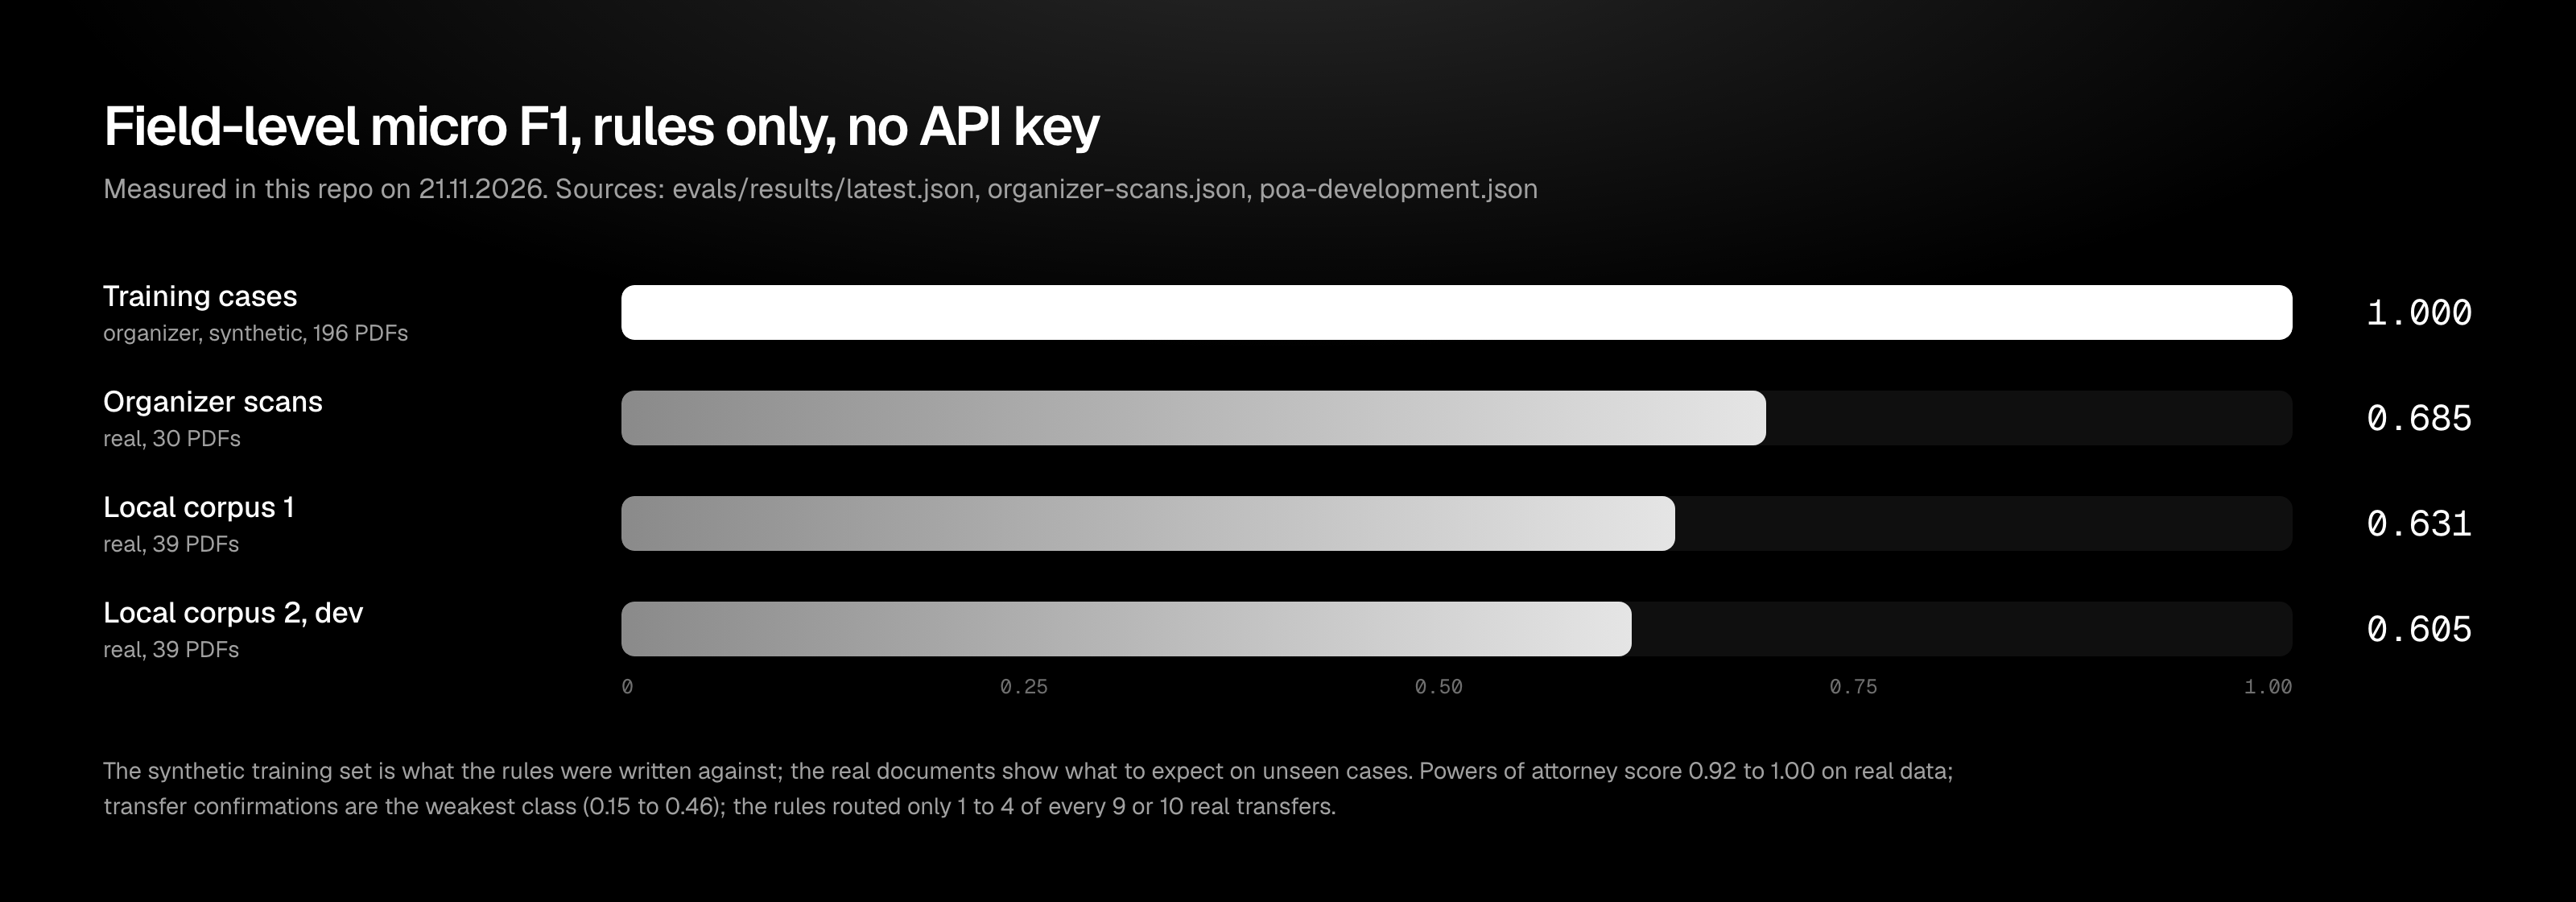 Field-level micro F1, rules only, no API key
Measured in this repo on 21.11.2026. Sources: evals/results/latest.json, organizer-scans.json, poa-development.json
Training cases
organizer, synthetic, 196 PDFs
1.000
Organizer scans
real, 30 PDFs
0.685
Local corpus 1
real, 39 PDFs
0.631
Local corpus 2, dev
real, 39 PDFs
0.605
0 0.25 0.50 0.75 1.00
The synthetic training set is what the rules were written against; the real documents show what to expect on unseen cases. Powers of attorney score 0.92 to 1.00 on real data;
transfer confirmations are the weakest class (0.15 to 0.46); the rules routed only 1 to 4 of every 9 or 10 real transfers.